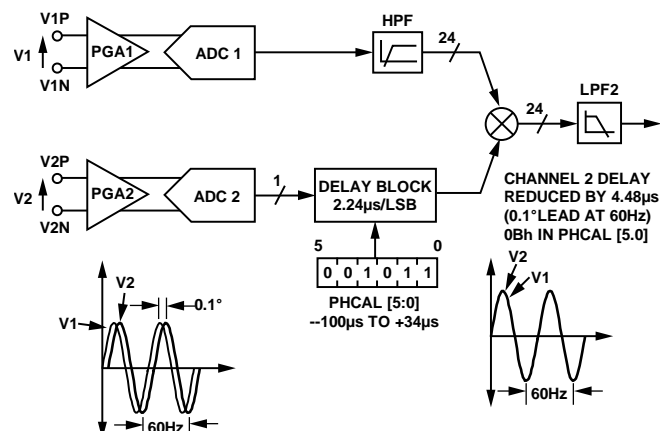 V1P
V1
V1N
PGA1
ADC 1
HPF
24
24
LPF2
V2P
V2
V2N
PGA2
ADC 2
1
DELAY BLOCK
2.24µs/LSB
5
0
0 0 1 0 1 1
PHCAL [5:0]
--100µs TO +34µs
CHANNEL 2 DELAY
REDUCED BY 4.48µs
(0.1°LEAD AT 60Hz)
0Bh IN PHCAL [5.0]
V2
V1
0.1°
60Hz
V2
V1
60Hz